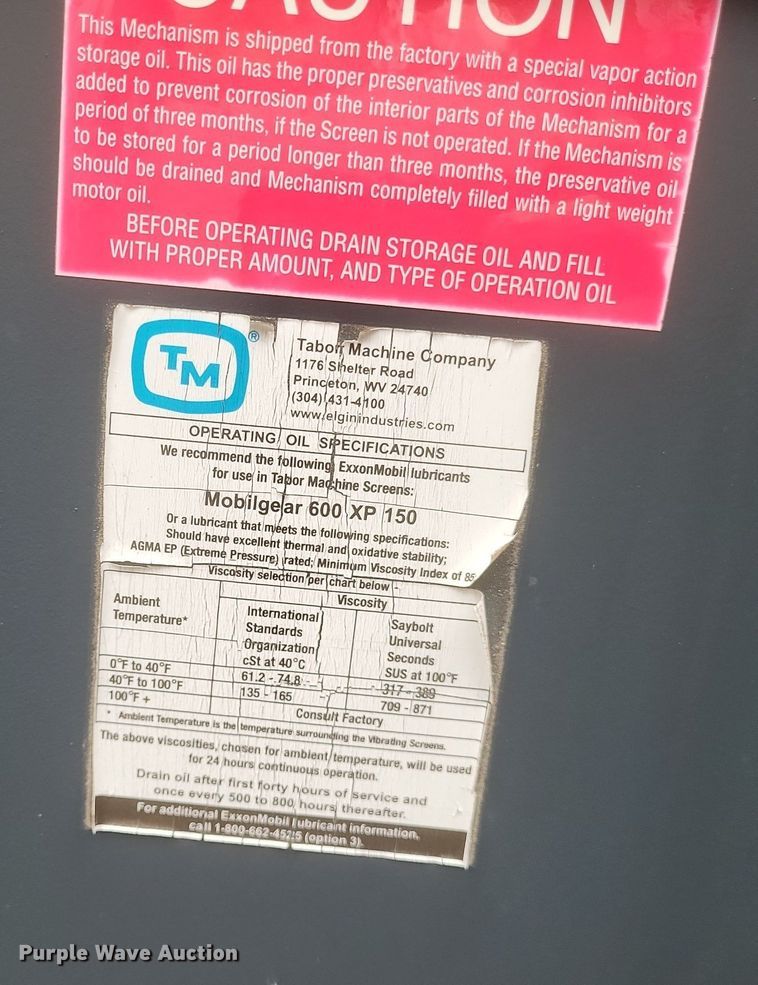 CAUTION
This Mechanism is shipped from the factory with a special vapor action
storage oil. This oil has the proper preservatives and corrosion inhibitors
added to prevent corrosion of the interior parts of the Mechanism for a
period of three months, if the Screen is not operated. If the Mechanism is
to be stored for a period longer than three months, the preservative oil
should be drained and Mechanism completely filled with a light weight
motor oil.
BEFORE OPERATING DRAIN STORAGE OIL AND FILL
WITH PROPER AMOUNT, AND TYPE OF OPERATION OIL
TM ®
Tabor Machine Company
1176 Shelter Road
Princeton, WV 24740
(304) 431-4100
www.elginindustries.com
OPERATING OIL SPECIFICATIONS
We recommend the following ExxonMobil lubricants
for use in Tabor Machine Screens:
Mobilgear 600 XP 150
Or a lubricant that meets the following specifications:
Should have excellent thermal and oxidative stability;
AGMA EP (Extreme Pressure) rated; Minimum Viscosity Index of 85
Viscosity selection per chart below -
Viscosity
Ambient
Temperature*
International
Standards
Organization
cSt at 40°C
Saybolt
Universal
Seconds
SUS at 100°F
0°F to 40°F 61.2 - 74.8 317 - 389
40°F to 100°F 135 - 165 709 - 871
100°F + Consult Factory
* Ambient Temperature is the temperature surrounding the Vibrating Screens.
The above viscosities, chosen for ambient temperature, will be used
for 24 hours continuous operation.
Drain oil after first forty hours of service and
once every 500 to 800 hours thereafter.
For additional ExxonMobil lubricant information,
call 1-800-662-4525 (option 3).
Purple Wave Auction